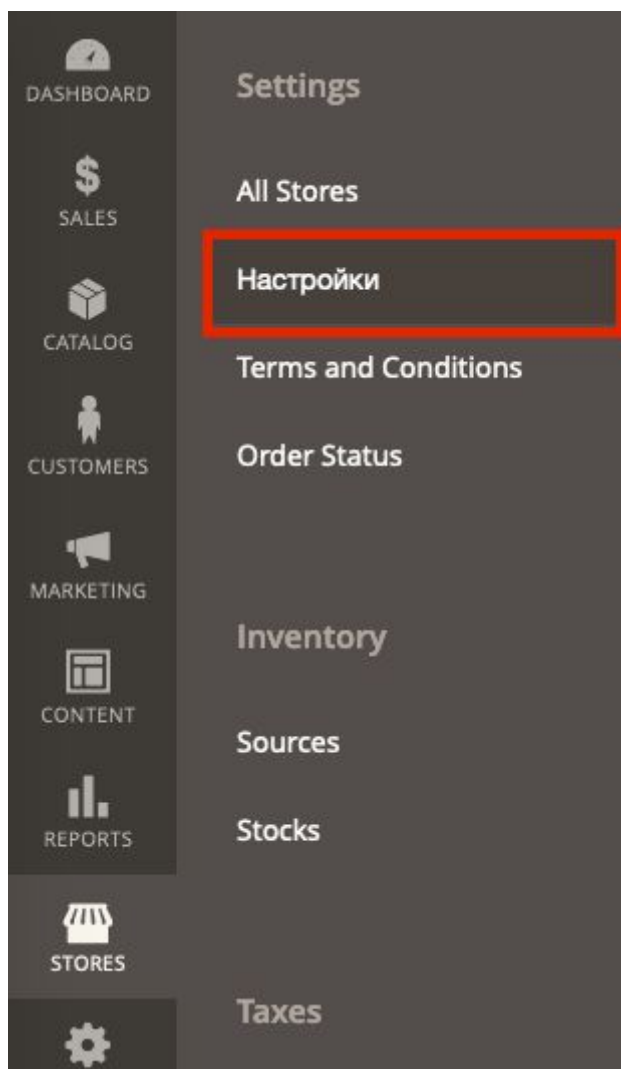 DASHBOARD
SALES
CATALOG
CUSTOMERS
MARKETING
CONTENT
REPORTS
STORES
Settings
All Stores
Настройки
Terms and Conditions
Order Status
Inventory
Sources
Stocks
Taxes